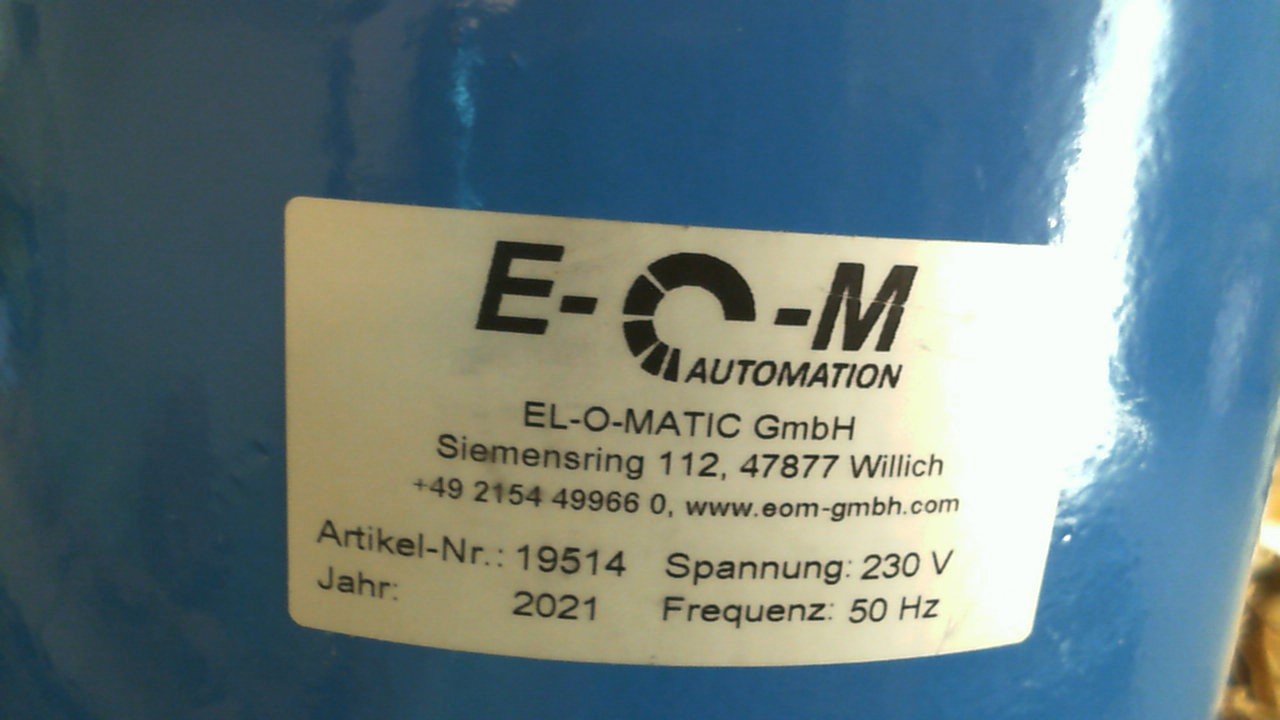 E-O-M
AUTOMATION
EL-O-MATIC GmbH
Siemensring 112, 47877 Willich
+49 2154 49966 0, www.eom-gmbh.com
Artikel-Nr.: 19514 Spannung: 230 V
Jahr: 2021 Frequenz: 50 Hz